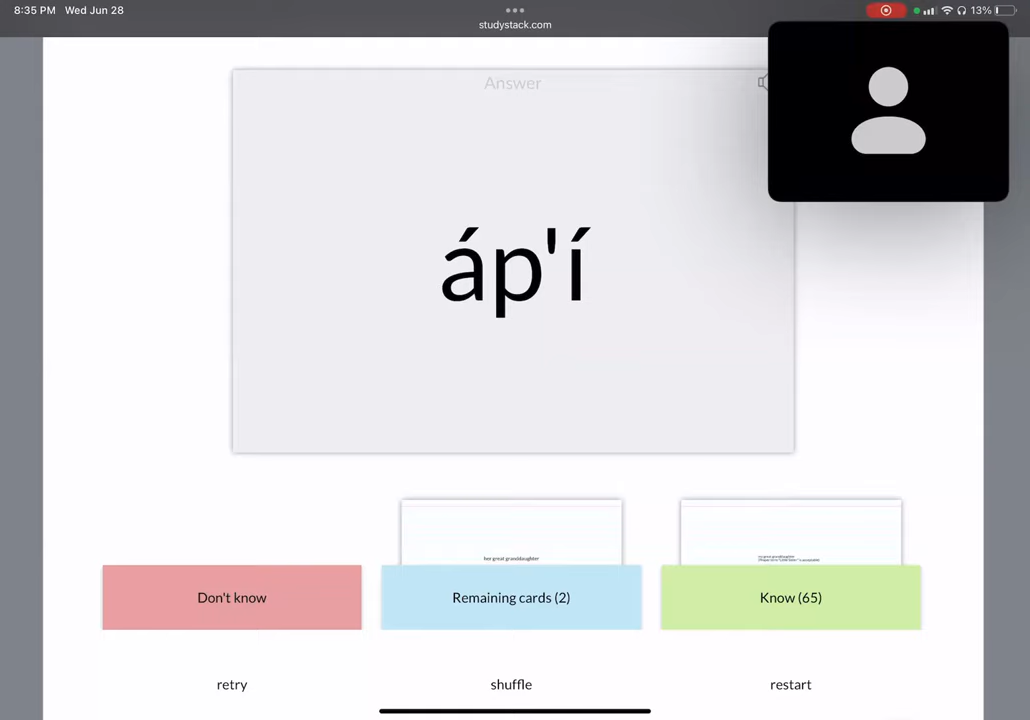 8:35 PM Wed Jun 28
13%
studystack.com
Answer
áp'í
her great granddaughter
Don't know
Remaining cards (2)
Know (65)
retry
shuffle
restart